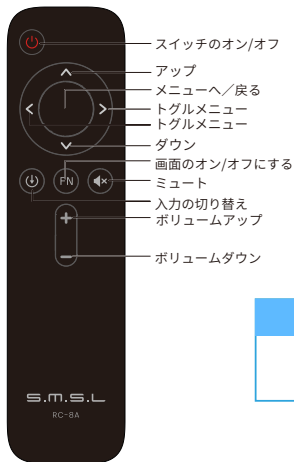 スイッチのオン/オフ
アップ
メニューへ／戻る
トグルメニュー
トグルメニュー
ダウン
画面のオン/オフにする
FN
ミュート
入力の切り替え
ボリュームアップ
ボリュームダウン
S.M.S.L
RC-8A